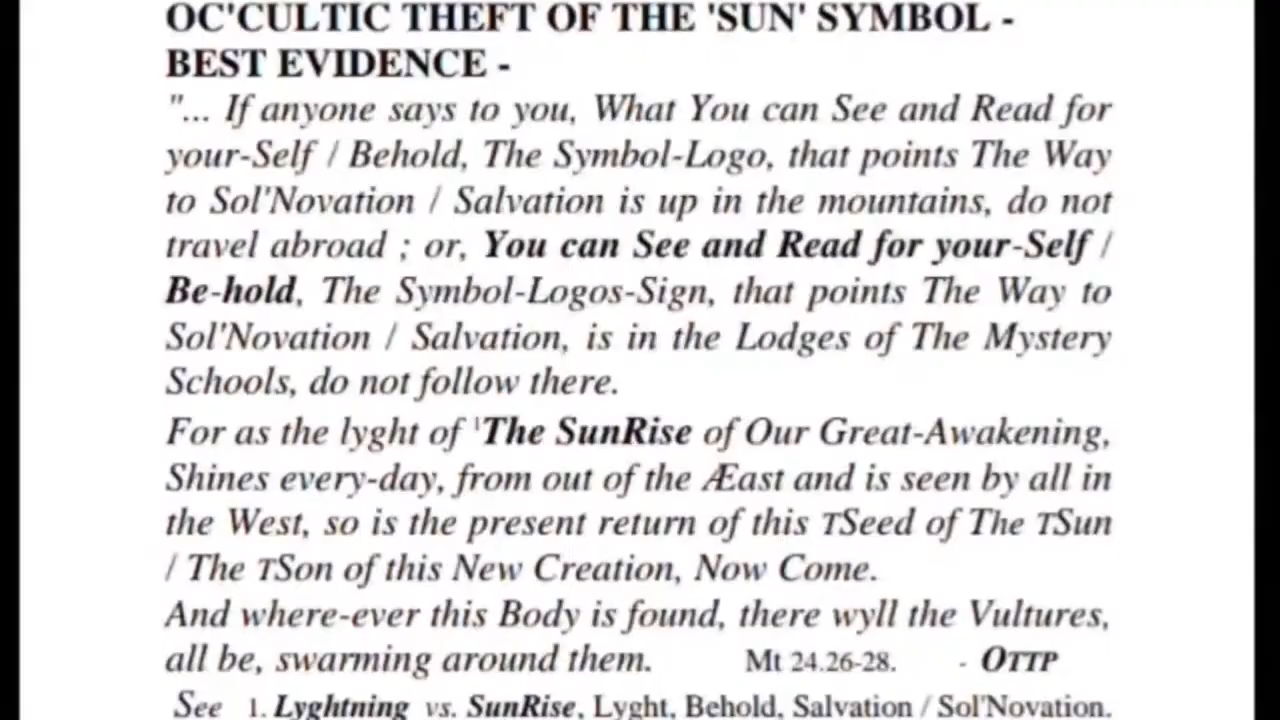 OC'CULTIC THEFT OF THE 'SUN' SYMBOL -
BEST EVIDENCE -
"... If anyone says to you, What You can See and Read for
your-Self / Behold, The Symbol-Logo, that points The Way
to Sol'Novation / Salvation is up in the mountains, do not
travel abroad ; or, You can See and Read for your-Self /
Be-hold, The Symbol-Logos-Sign, that points The Way to
Sol'Novation / Salvation, is in the Lodges of The Mystery
Schools, do not follow there.
For as the lyght of ¹The SunRise of Our Great-Awakening,
Shines every-day, from out of the Æast and is seen by all in
the West, so is the present return of this TSeed of The TSun
/ The TSon of this New Creation, Now Come.
And where-ever this Body is found, there wyll the Vultures,
all be, swarming around them. Mt 24.26-28. - OTTP
See 1. Lyghtning vs. SunRise, Lyght, Behold, Salvation / Sol'Novation.